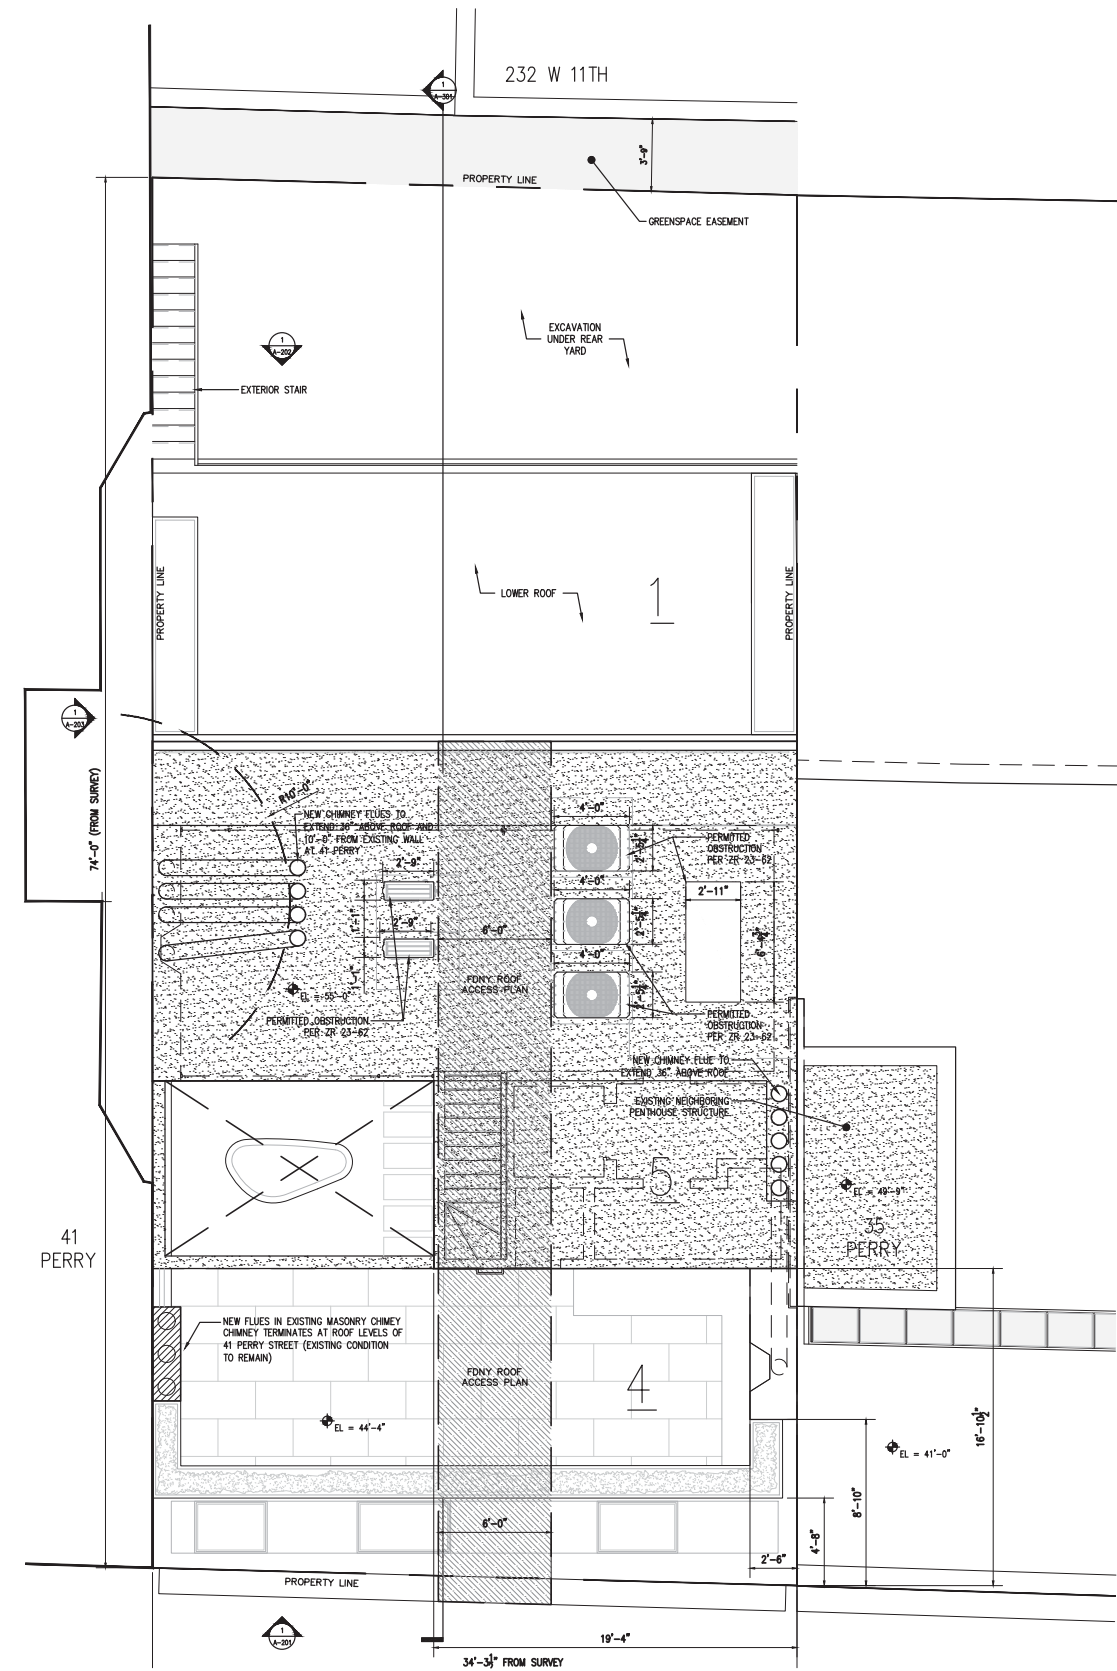 232 W 11TH
1
A-301
3'-9"
PROPERTY LINE
GREENSPACE EASEMENT
EXCAVATION
UNDER REAR
YARD
1
A-202
EXTERIOR STAIR
PROPERTY LINE
LOWER ROOF
1
PROPERTY LINE
1
A-203
74'-0" (FROM SURVEY)
R10'-0"
NEW CHIMNEY FLUES TO
EXTEND 36" ABOVE ROOF AND
10'-0" FROM EXISTING WALL
AT 41 PERRY
4'-0"
PERMITTED
OBSTRUCTION
PER ZR 23-62
2'-9"
4'-0"
2'-11"
2'-9"
6'-0"
4'-0"
1'-1"
FDNY ROOF
ACCESS PLAN
EL = 55'-0"
PERMITTED OBSTRUCTION
PER ZR 23-62
PERMITTED
OBSTRUCTION
PER ZR 23-62
NEW CHIMNEY FLUE TO
EXTEND 36" ABOVE ROOF
EXISTING NEIGHBORING
PENTHOUSE STRUCTURE
5
EL = 49'-9"
41
PERRY
35
PERRY
NEW FLUES IN EXISTING MASONRY CHIMEY
CHIMNEY TERMINATES AT ROOF LEVELS OF
41 PERRY STREET (EXISTING CONDITION
TO REMAIN)
FDNY ROOF
ACCESS PLAN
4
EL = 44'-4"
16'-10½"
EL = 41'-0"
8'-10"
6'-0"
4'-8"
2'-6"
PROPERTY LINE
1
A-201
19'-4"
34'-3½" FROM SURVEY